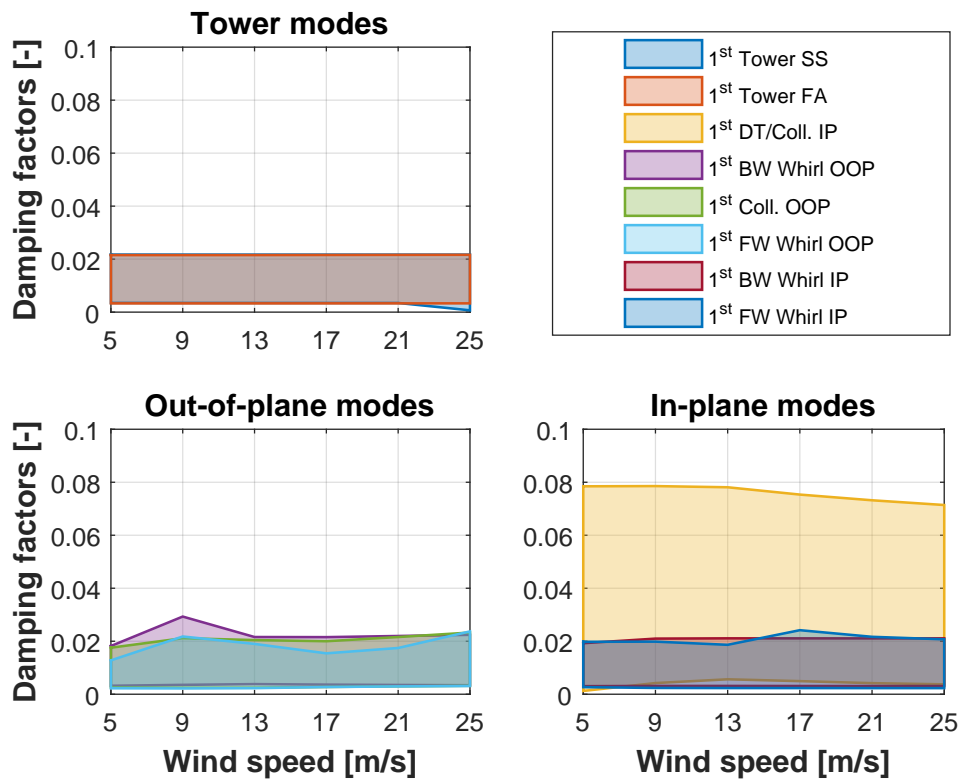 Tower modes
Damping factors [-]
0.1
0.08
0.06
0.04
0.02
0
5 9 13 17 21 25
1st Tower SS
1st Tower FA
1st DT/Coll. IP
1st BW Whirl OOP
1st Coll. OOP
1st FW Whirl OOP
1st BW Whirl IP
1st FW Whirl IP
Out-of-plane modes
Damping factors [-]
0.1
0.08
0.06
0.04
0.02
0
5 9 13 17 21 25
Wind speed [m/s]
In-plane modes
0.1
0.08
0.06
0.04
0.02
0
5 9 13 17 21 25
Wind speed [m/s]